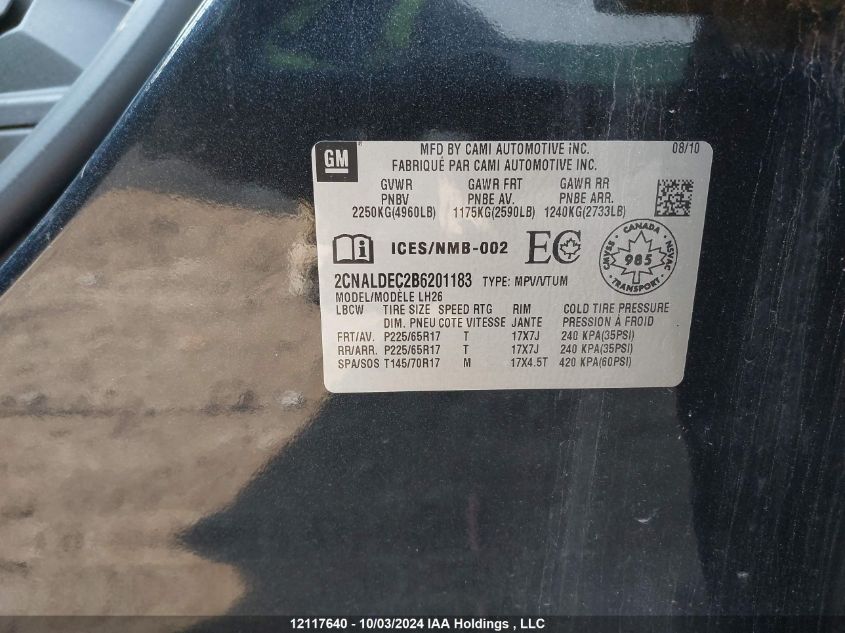 GM
MFD BY CAMI AUTOMOTIVE INC. 08/10
FABRIQUÉ PAR CAMI AUTOMOTIVE INC.
GVWR GAWR FRT GAWR RR
PNBV PNBE AV. PNBE ARR.
2250KG(4960LB) 1175KG(2590LB) 1240KG(2733LB)
i ICES/NMB-002 EC
CANADA CMVSS NSVAC 985 TRANSPORT
2CNALDEC2B6201183 TYPE: MPV/VTUM
MODEL/MODÈLE LH26
LBCW TIRE SIZE SPEED RTG RIM COLD TIRE PRESSURE
DIM. PNEU COTE VITESSE JANTE PRESSION À FROID
FRT/AV. P225/65R17 T 17X7J 240 KPA(35PSI)
RR/ARR. P225/65R17 T 17X7J 240 KPA(35PSI)
SPA/SOS T145/70R17 M 17X4.5T 420 KPA(60PSI)
12117640 - 10/03/2024 IAA Holdings , LLC